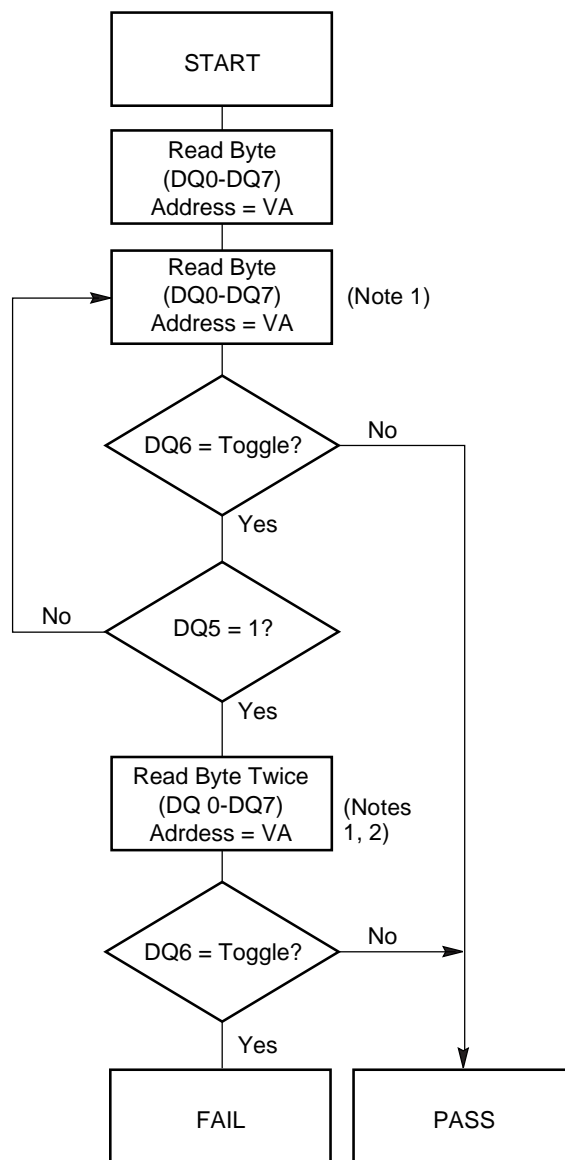 START
Read Byte
(DQ0-DQ7)
Address = VA
Read Byte
(DQ0-DQ7)
Address = VA
(Note 1)
DQ6 = Toggle?
No
Yes
No
DQ5 = 1?
Yes
Read Byte Twice
(DQ 0-DQ7)
Adrdess = VA
(Notes
1, 2)
DQ6 = Toggle?
No
Yes
FAIL
PASS